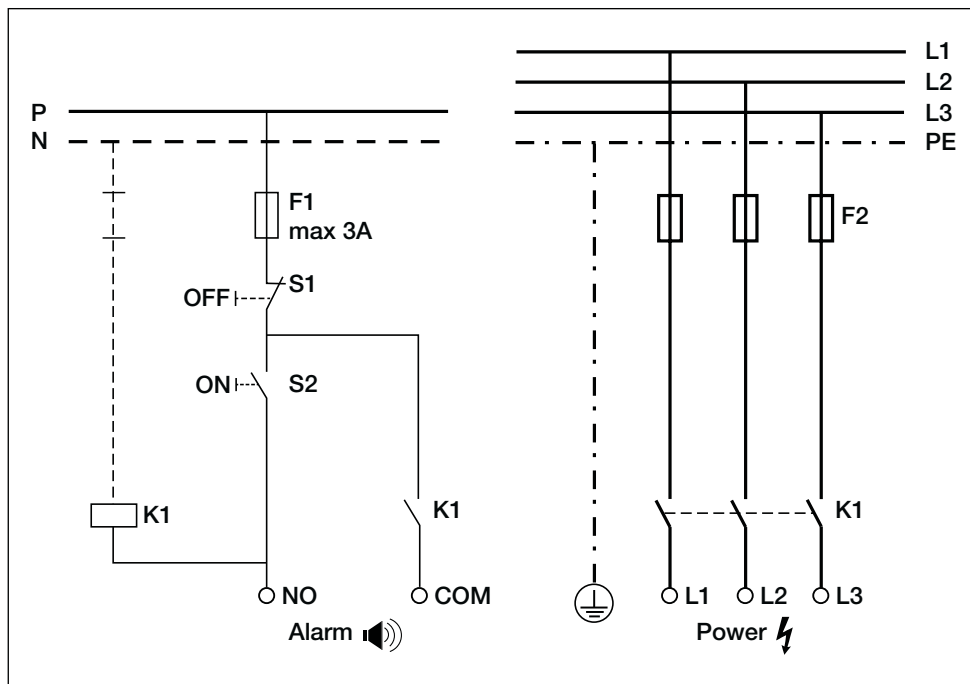 P
N
F1
max 3A
S1
OFF
ON
S2
K1
K1
NO
COM
Alarm
L1
L2
L3
PE
F2
K1
L1
L2
L3
Power